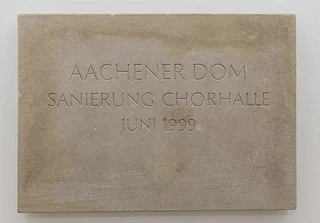 AACHENER DOM
SANIERUNG CHORHALLE
JUNI 1999